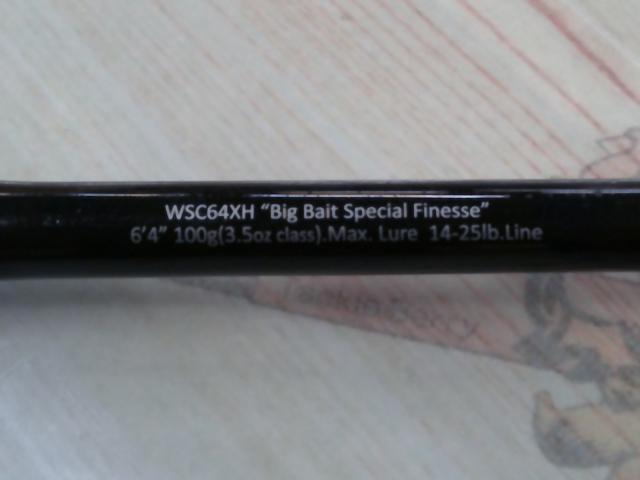 WSC64XH “Big Bait Special Finesse”
6’4” 100g(3.5oz class).Max. Lure 14-25lb.Line